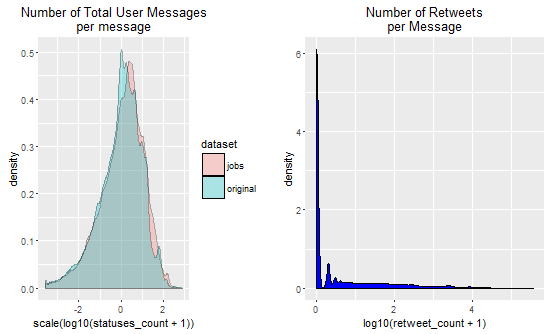 Number of Total User Messages
per message
density
0.5
0.4
0.3
0.2
0.1
0.0
-2
0
2
scale(log10(statuses_count + 1))
dataset
jobs
original
Number of Retweets
per Message
density
6
4
2
0
0
2
4
log10(retweet_count + 1)